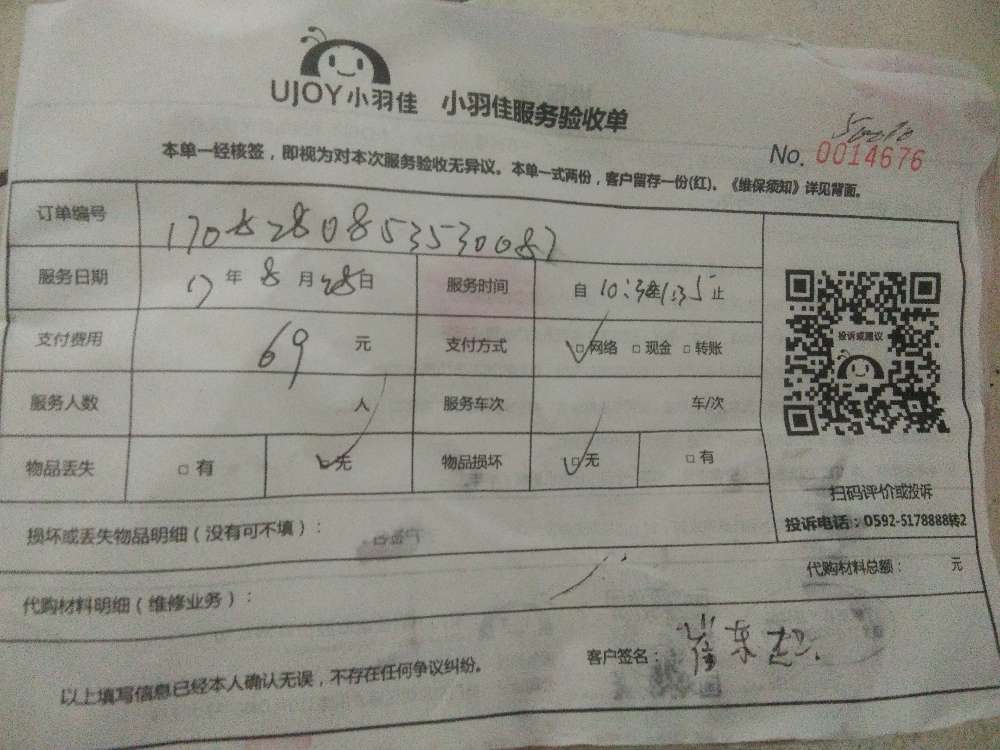 UJOY小羽佳 小羽佳服务验收单
No. 0014676
本单一经核签，即视为对本次服务验收无异议。本单一式两份，客户留存一份(红)。《维保须知》详见背面。
订单编号 1708280853530087
服务日期 17年8月28日 服务时间 自 止
支付费用 69 元 支付方式 □网络 □现金 □转账
服务人数 人 服务车次 车/次
物品丢失 □有 □无 物品损坏 □无 □有
投诉或建议
扫码评价或投诉
投诉电话：0592-5178888转2
损坏或丢失物品明细（没有可不填）：
代购材料明细（维修业务）： 代购材料总额： 元
以上填写信息已经本人确认无误，不存在任何争议纠纷。 客户签名：崔东超